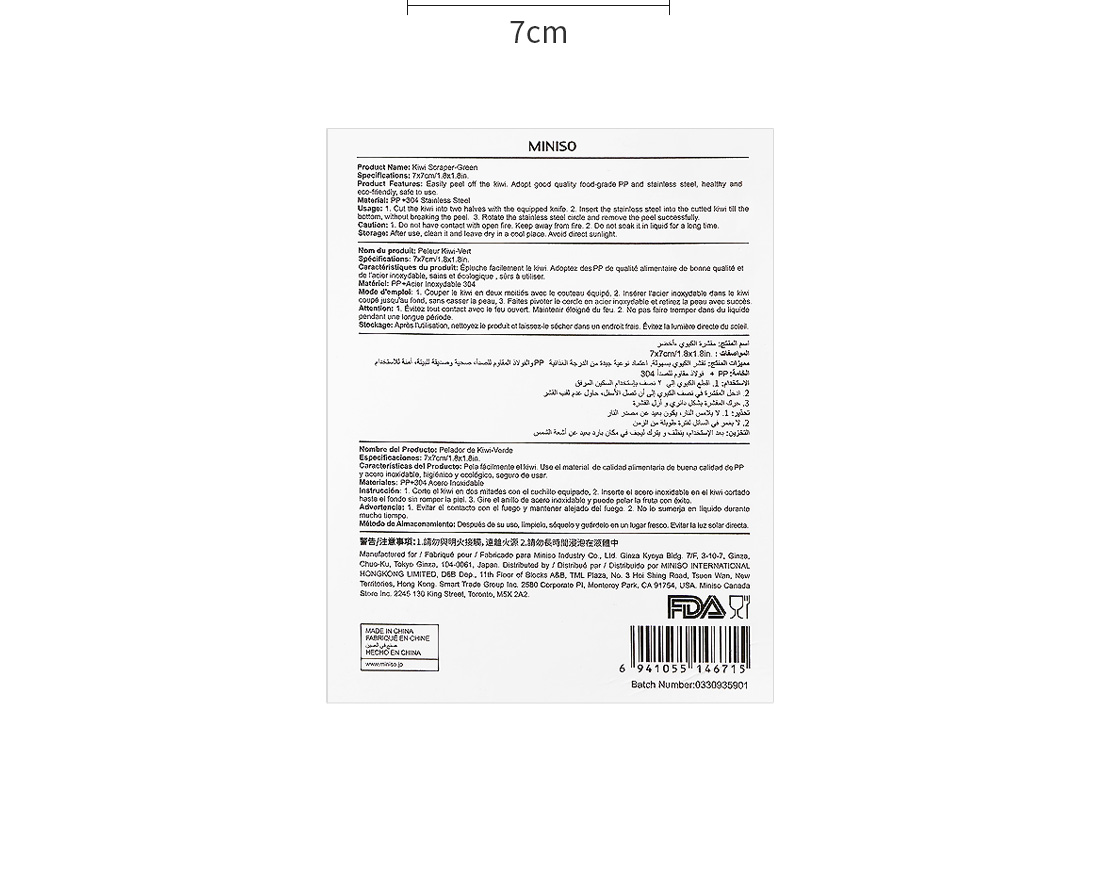 7cm
MINISO
Product Name: Kiwi Scraper-Green
Specifications: 7x7cm/1.8x1.8in.
Product Features: Easily peel off the kiwi. Adopt good quality food-grade PP and stainless steel, healthy and
eco-friendly, safe to use.
Material: PP+304 Stainless Steel
Usage: 1. Cut the kiwi into two halves with the equipped knife. 2. Insert the stainless steel into the cutted kiwi till the
bottom, without breaking the peel. 3. Rotate the stainless steel circle and remove the peel successfully.
Caution: 1. Do not have contact with open fire. Keep away from fire. 2. Do not soak it in liquid for a long time.
Storage: After use, clean it and leave dry in a cool place. Avoid direct sunlight.
Nom du produit: Peleur Kiwi-Vert
Spécifications: 7x7cm/1.8x1.8in.
Caractéristiques du produit: Épluche facilement le kiwi. Adoptez des PP de qualité alimentaire de bonne qualité et
de l'acier inoxydable, sains et écologique , sûrs à utiliser.
Matériel: PP+Acier Inoxydable 304
Mode d'emploi: 1. Couper le kiwi en deux moitiés avec le couteau équipé, 2. Insérer l'acier inoxydable dans le kiwi
coupé jusqu'au fond, sans casser la peau, 3. Faites pivoter le cercle en acier inoxydable et retirez la peau avec succès.
Attention: 1. Évitez tout contact avec le feu ouvert. Maintenir éloigné du feu. 2. Ne pas faire tremper dans du liquide
pendant une longue période.
Stockage: Après l'utilisation, nettoyez le produit et laissez-le sécher dans un endroit frais. Évitez la lumière directe du soleil.
اسم المنتج: مقشرة الكيوي -أخضر
المواصفات : 7x7cm/1.8x1.8in.
مميزات المنتج: تقشر الكيوي بسهولة. اعتماد نوعية جيدة من الدرجة الغذائية PP والفولاذ المقاوم للصدأ، صحية وصديقة للبيئة، آمنة للاستخدام
الخامة: PP + فولاذ مقاوم للصدأ 304
الاستخدام: 1. اقطع الكيوي إلى ٢ نصف بإستخدام السكين المرفق
2. ادخل المقشرة في نصف الكيوي إلى أن تصل الأسفل، حاول عدم ثقب القشر
3. حرك المقشرة بشكل دائري و أزل القشرة
تحذير: 1. لا يلامس النار، يكون بعيد عن مصدر النار
2. لا يغمر في السائل لفترة طويلة من الزمن
التخزين: بعد الإستخدام، ينظف و يترك ليجف في مكان بارد بعيد عن أشعة الشمس
Nombre del Producto: Pelador de Kiwi-Verde
Especificaciones: 7x7cm/1.8x1.8in.
Características del Producto: Pela fácilmente el kiwi. Use el material de calidad alimentaria de buena calidad de PP
y acero inoxidable, higiénico y ecológico, seguro de usar.
Materiales: PP+304 Acero Inoxidable
Instrucción: 1. Corte el kiwi en dos mitades con el cuchillo equipado, 2. Inserte el acero inoxidable en el kiwi cortado
hasta el fondo sin romper la piel. 3. Gire el anillo de acero inoxidable y puede pelar la fruta con éxito.
Advertencia: 1. Evitar el contacto con el fuego y mantener alejado del fuego. 2. No lo sumerja en líquido durante
mucho tiempo.
Método de Almacenamiento: Después de su uso, límpielo, séquelo y guárdelo en un lugar fresco. Evitar la luz solar directa.
警告/注意事項:1.請勿與明火接觸, 遠離火源 2.請勿長時間浸泡在液體中
Manufactured for / Fabriqué pour / Fabricado para Miniso Industry Co., Ltd. Ginza Kyoya Bldg. 7/F, 3-10-7, Ginza,
Chuo-Ku, Tokyo Ginza, 104-0061, Japan. Distributed by / Distribué par / Distribuido por MINISO INTERNATIONAL
HONGKONG LIMITED, D&B Dep., 11th Floor of Blocks A&B, TML Plaza, No. 3 Hoi Shing Road, Tsuen Wan, New
Territories, Hong Kong. Smart Trade Group Inc. 2580 Corporate Pl, Monterey Park, CA 91754, USA. Miniso Canada
Store Inc. 2245 130 King Street, Toronto, M5X 2A2.
FDA
MADE IN CHINA
FABRIQUÉ EN CHINE
صنع في الصين
HECHO EN CHINA
www.miniso.jp
6 941055 146715
Batch Number:0330935901